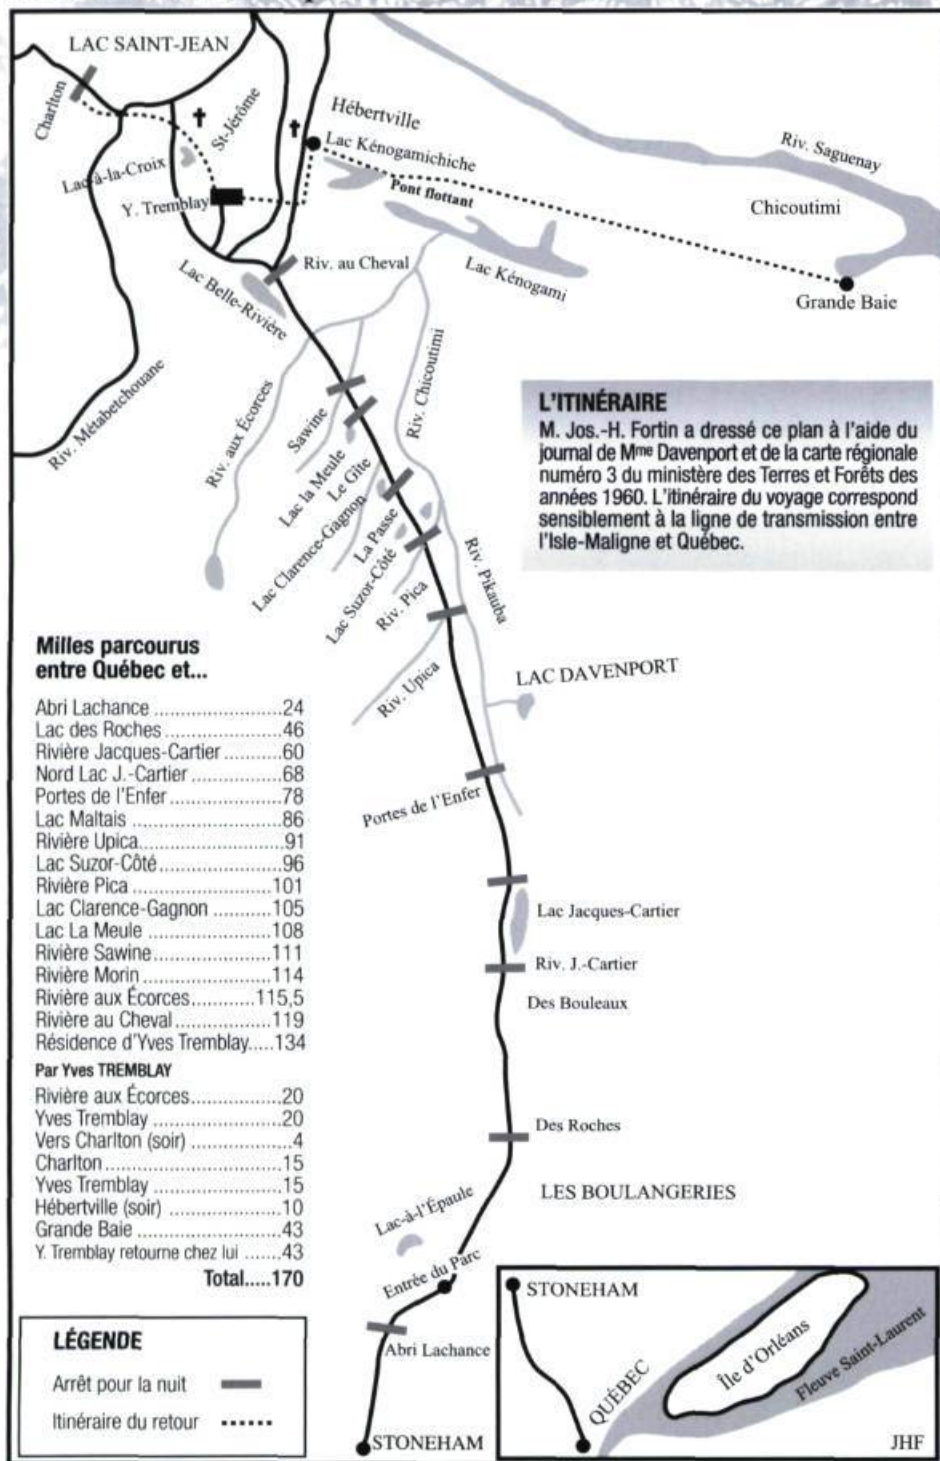 LAC SAINT-JEAN
Charlton
St-Jérôme
Hébertville
Lac Kénogamichiche
Riv. Saguenay
Lac-à-la-Croix
Y. Tremblay
Pont flottant
Chicoutimi
Lac Kénogami
Grande Baie
Riv. au Cheval
Lac Belle-Rivière
Riv. Métabetchouane
Riv. aux Écorces
Riv. Chicoutimi
Sawine
Lac la Meule
Le Gîte
Lac Clarence-Gagnon
La Passe
Lac Suzor-Côté
Riv. Pica
Riv. Pikauba
Riv. Upica
L'ITINÉRAIRE
M. Jos.-H. Fortin a dressé ce plan à l'aide du
journal de Mme Davenport et de la carte régionale
numéro 3 du ministère des Terres et Forêts des
années 1960. L'itinéraire du voyage correspond
sensiblement à la ligne de transmission entre
l'Isle-Maligne et Québec.
LAC DAVENPORT
Portes de l'Enfer
Lac Jacques-Cartier
Riv. J.-Cartier
Des Bouleaux
Des Roches
LES BOULANGERIES
Lac-à-l'Épaule
Entrée du Parc
Abri Lachance
STONEHAM
Milles parcourus
entre Québec et...
Abri Lachance ....................24
Lac des Roches ..................46
Rivière Jacques-Cartier ..........60
Nord Lac J.-Cartier ..............68
Portes de l'Enfer .................78
Lac Maltais ......................86
Rivière Upica.....................91
Lac Suzor-Côté ..................96
Rivière Pica .....................101
Lac Clarence-Gagnon ..........105
Lac La Meule ...................108
Rivière Sawine ..................111
Rivière Morin ...................114
Rivière aux Écorces............115,5
Rivière au Cheval ...............119
Résidence d'Yves Tremblay.....134
Par Yves TREMBLAY
Rivière aux Écorces..............20
Yves Tremblay ...................20
Vers Charlton (soir) ...............4
Charlton .........................15
Yves Tremblay ...................15
Hébertville (soir) .................10
Grande Baie .....................43
Y. Tremblay retourne chez lui .......43
Total.....170
LÉGENDE
Arrêt pour la nuit
Itinéraire du retour
STONEHAM
QUÉBEC
Île d'Orléans
Fleuve Saint-Laurent
JHF